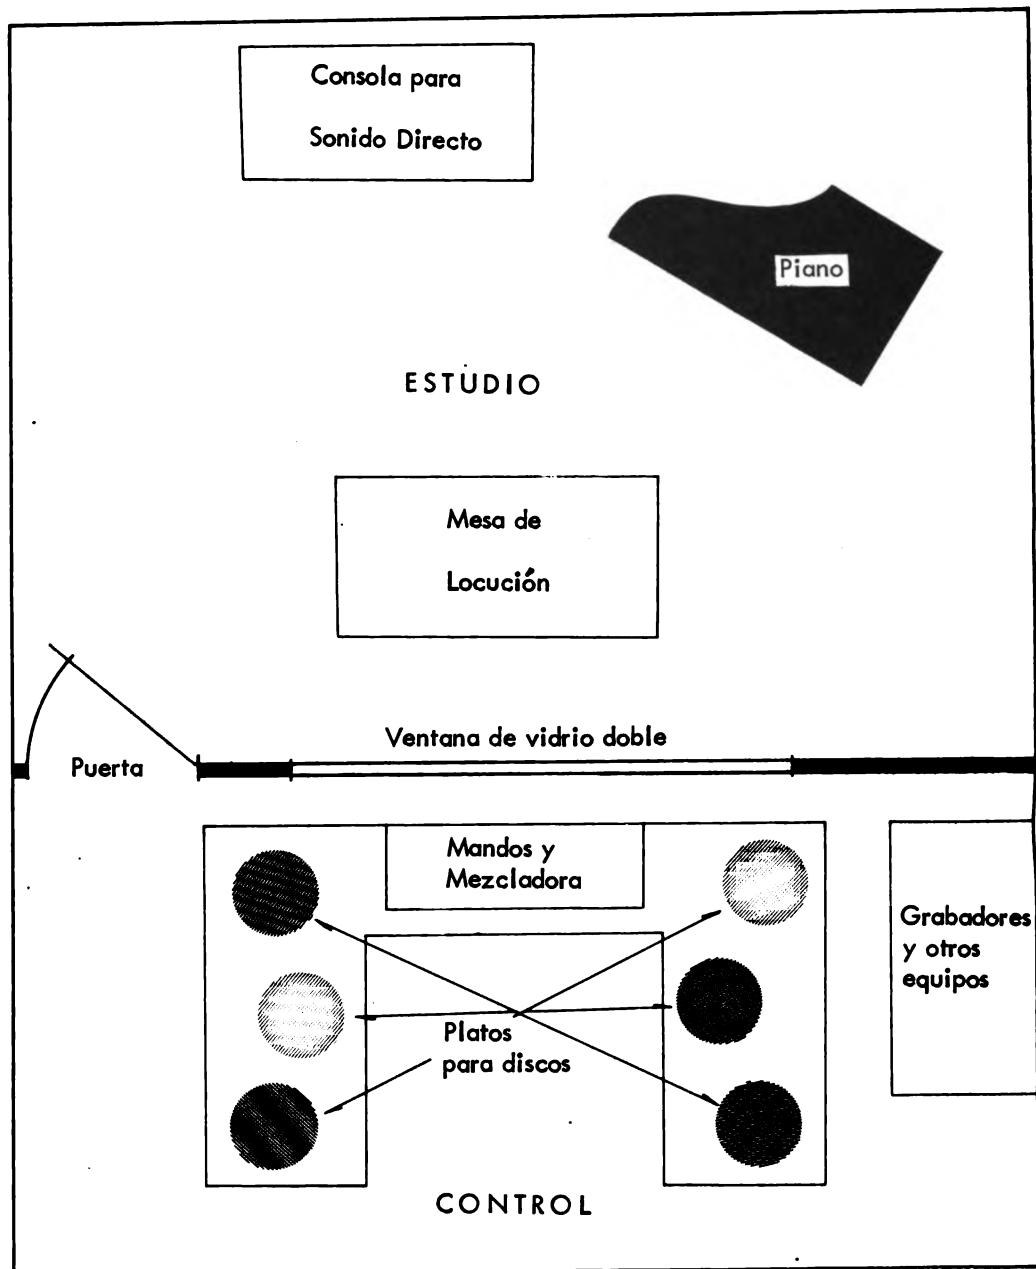 Consola para
Sonido Directo
Piano
ESTUDIO
Mesa de
Locución
Ventana de vidrio doble
Puerta
Mandos y
Mezcladora
Grabadores
y otros
equipos
Platos
para discos
CONTROL